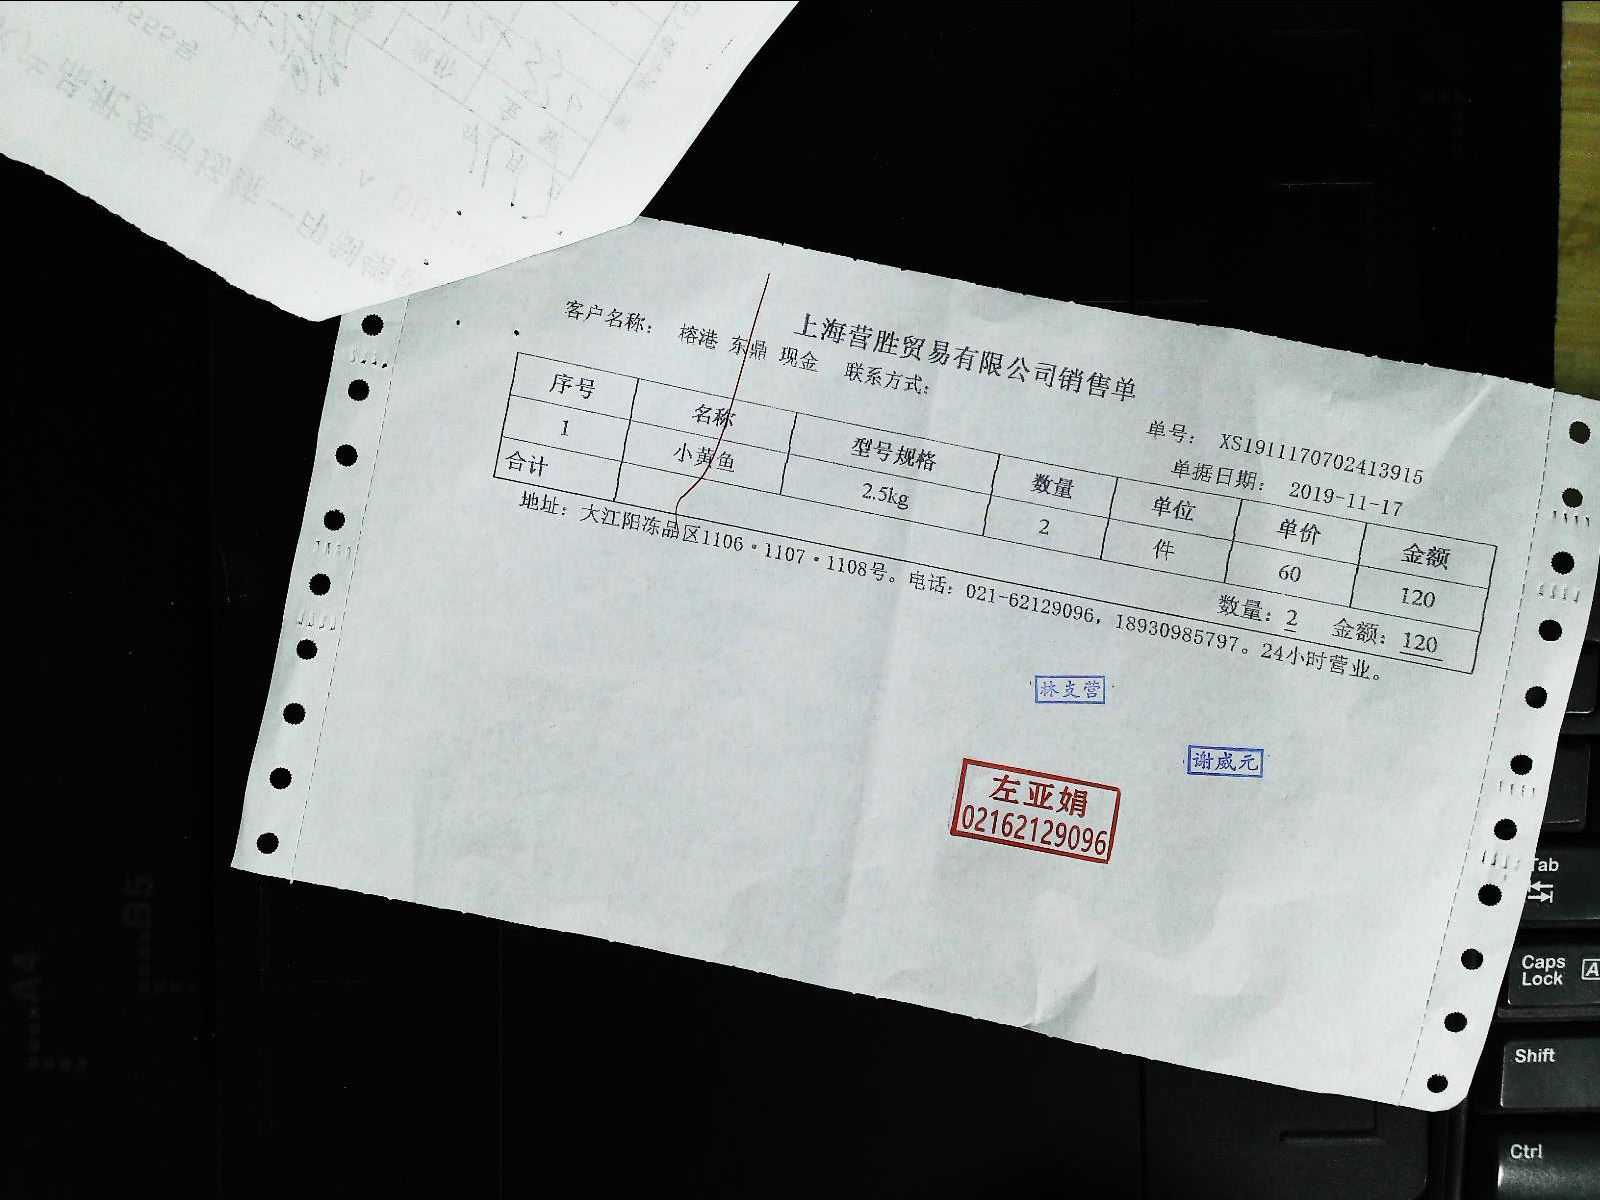 上海营胜贸易有限公司销售单
客户名称: 榕港 东鼎 现金 联系方式:
单号: XS1911170702413915
单据日期: 2019-11-17
序号 名称 型号规格 数量 单位 单价 金额
1 小黄鱼 2.5kg 2 件 60 120
合计 数量: 2 金额: 120
地址: 大江阳冻品区1106·1107·1108号。电话: 021-62129096, 18930985797。24小时营业。
林支营
谢威元
左亚娟
02162129096
B5
A4
Tab
Caps Lock
A
Shift
Ctrl